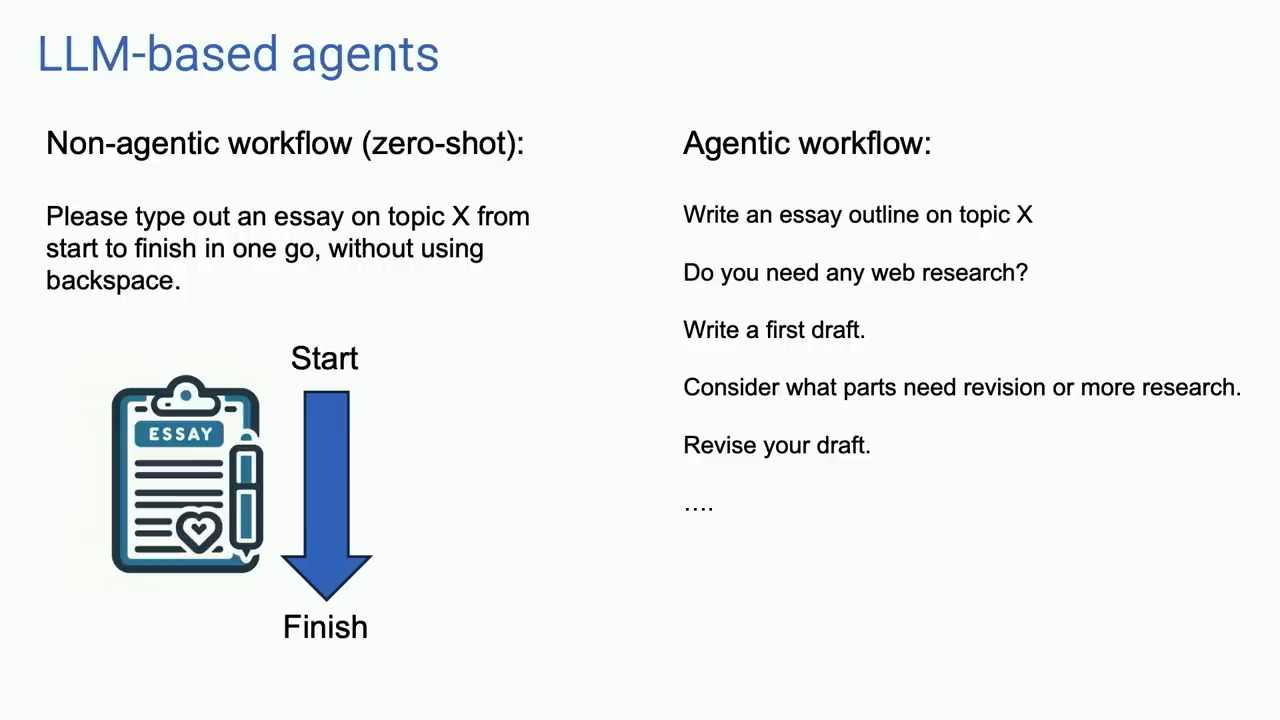 LLM-based agents
Non-agentic workflow (zero-shot):
Please type out an essay on topic X from
start to finish in one go, without using
backspace.
Start
ESSAY
Finish
Agentic workflow:
Write an essay outline on topic X
Do you need any web research?
Write a first draft.
Consider what parts need revision or more research.
Revise your draft.
....